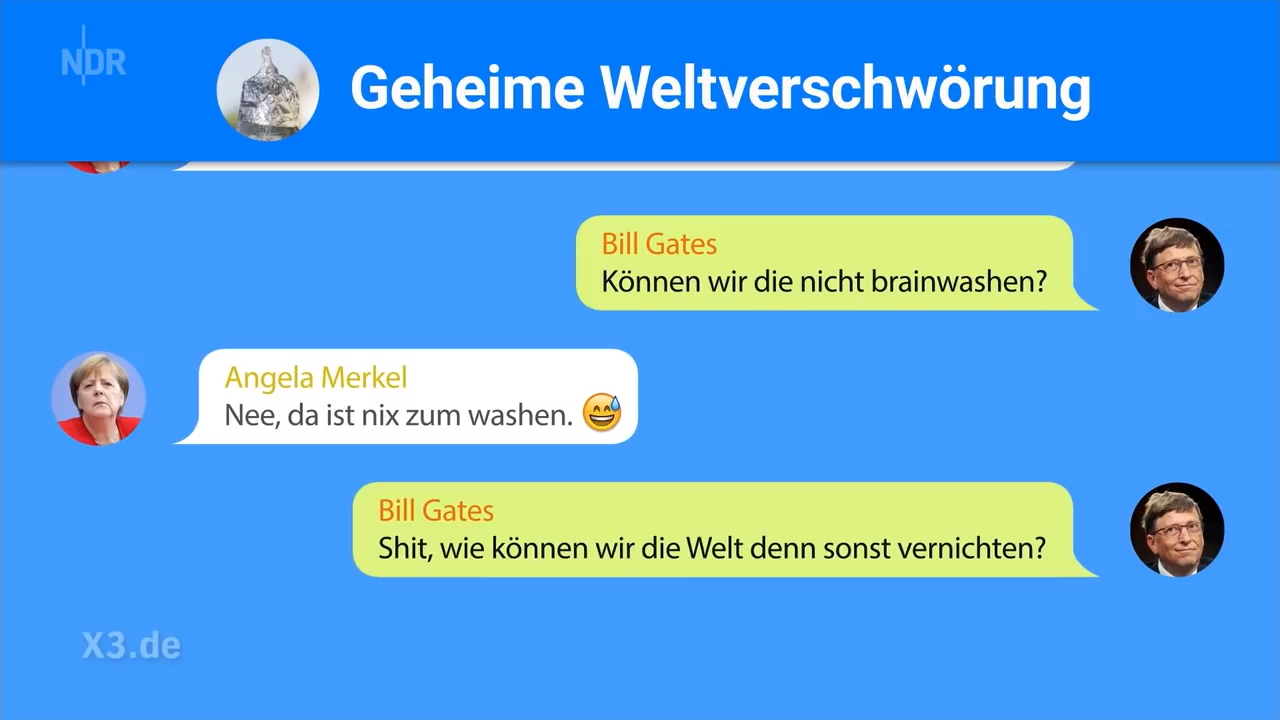 NDR
Geheime Weltverschwörung
Bill Gates
Können wir die nicht brainwashen?
Angela Merkel
Nee, da ist nix zum washen. 😅
Bill Gates
Shit, wie können wir die Welt denn sonst vernichten?
X3.de